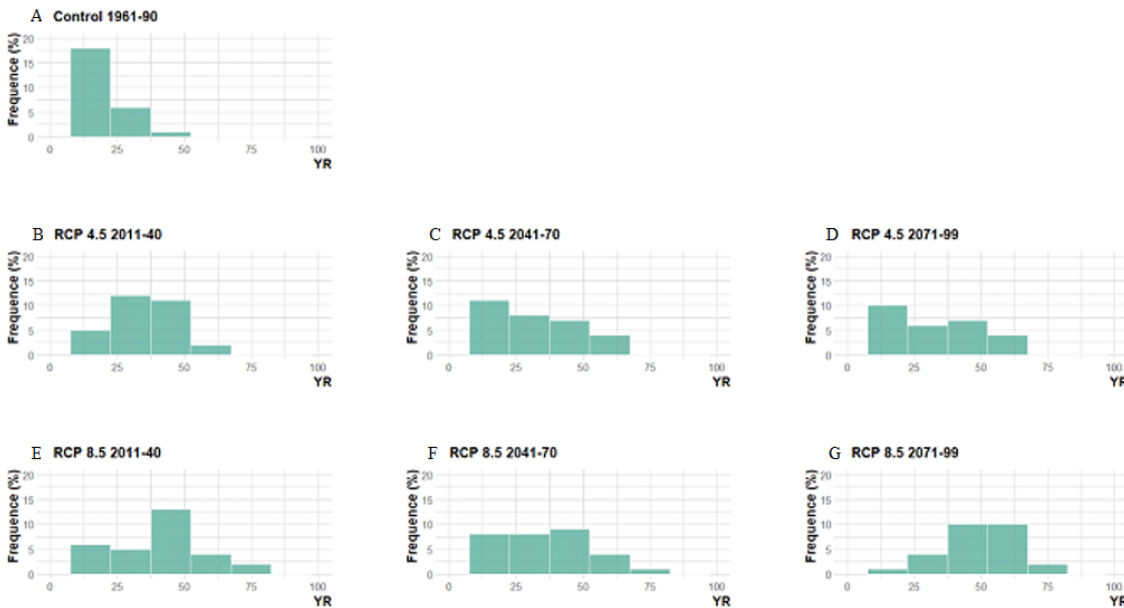 A Control 1961-90
Frequence (%)
20
15
10
5
0
0 25 50 75 100
YR
B RCP 4.5 2011-40
Frequence (%)
20
15
10
5
0
0 25 50 75 100
YR
C RCP 4.5 2041-70
Frequence (%)
20
15
10
5
0
0 25 50 75 100
YR
D RCP 4.5 2071-99
Frequence (%)
20
15
10
5
0
0 25 50 75 100
YR
E RCP 8.5 2011-40
Frequence (%)
20
15
10
5
0
0 25 50 75 100
YR
F RCP 8.5 2041-70
Frequence (%)
20
15
10
5
0
0 25 50 75 100
YR
G RCP 8.5 2071-99
Frequence (%)
20
15
10
5
0
0 25 50 75 100
YR